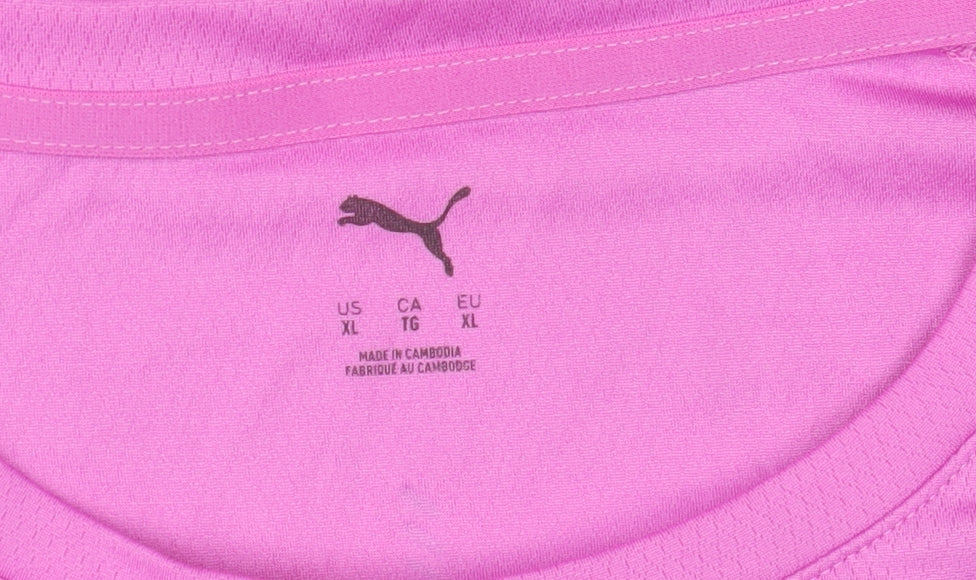 US CA EU
XL TG XL
MADE IN CAMBODIA
FABRIQUÉ AU CAMBODGE